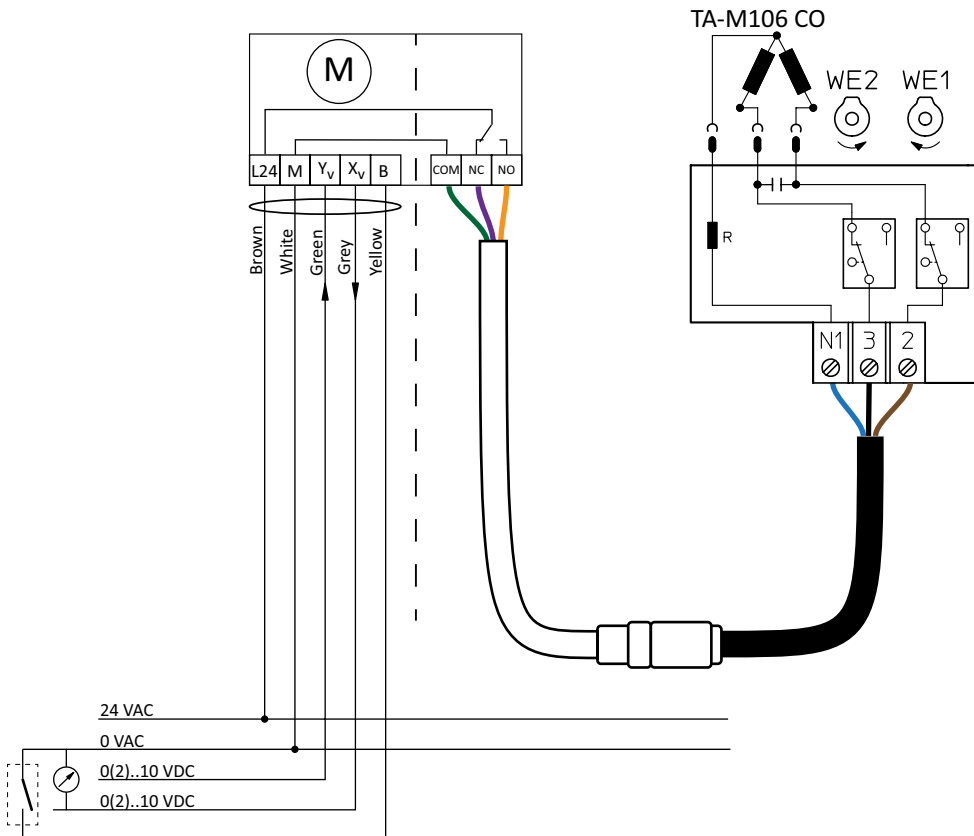 TA-M106 CO
M
WE2 WE1
L24 M Yv Xv B COM NC NO
Brown
White
Green
Grey
Yellow
R
N1 3 2
24 VAC
0 VAC
0(2)..10 VDC
0(2)..10 VDC